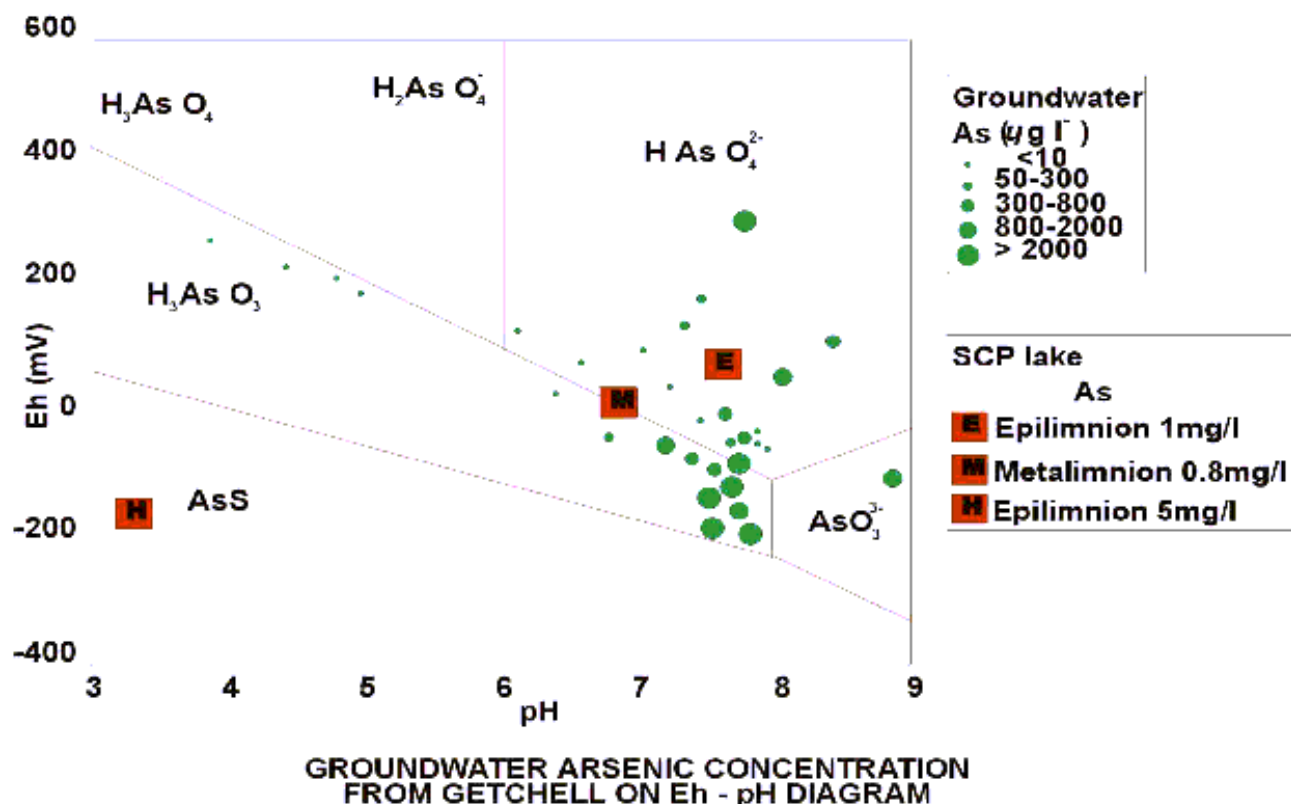 600
400
200
0
-200
-400
Eh (mV)
H₃As O₄
H₂As O₄⁻
H As O₄²⁻
H₃As O₃
AsS
AsO₃³⁻
E
M
H
3 4 5 6 7 8 9
pH
Groundwater
As (µg l⁻)
<10
50-300
300-800
800-2000
> 2000
SCP lake
As
E Epilimnion 1mg/l
M Metalimnion 0.8mg/l
H Epilimnion 5mg/l
GROUNDWATER ARSENIC CONCENTRATION
FROM GETCHELL ON Eh - pH DIAGRAM